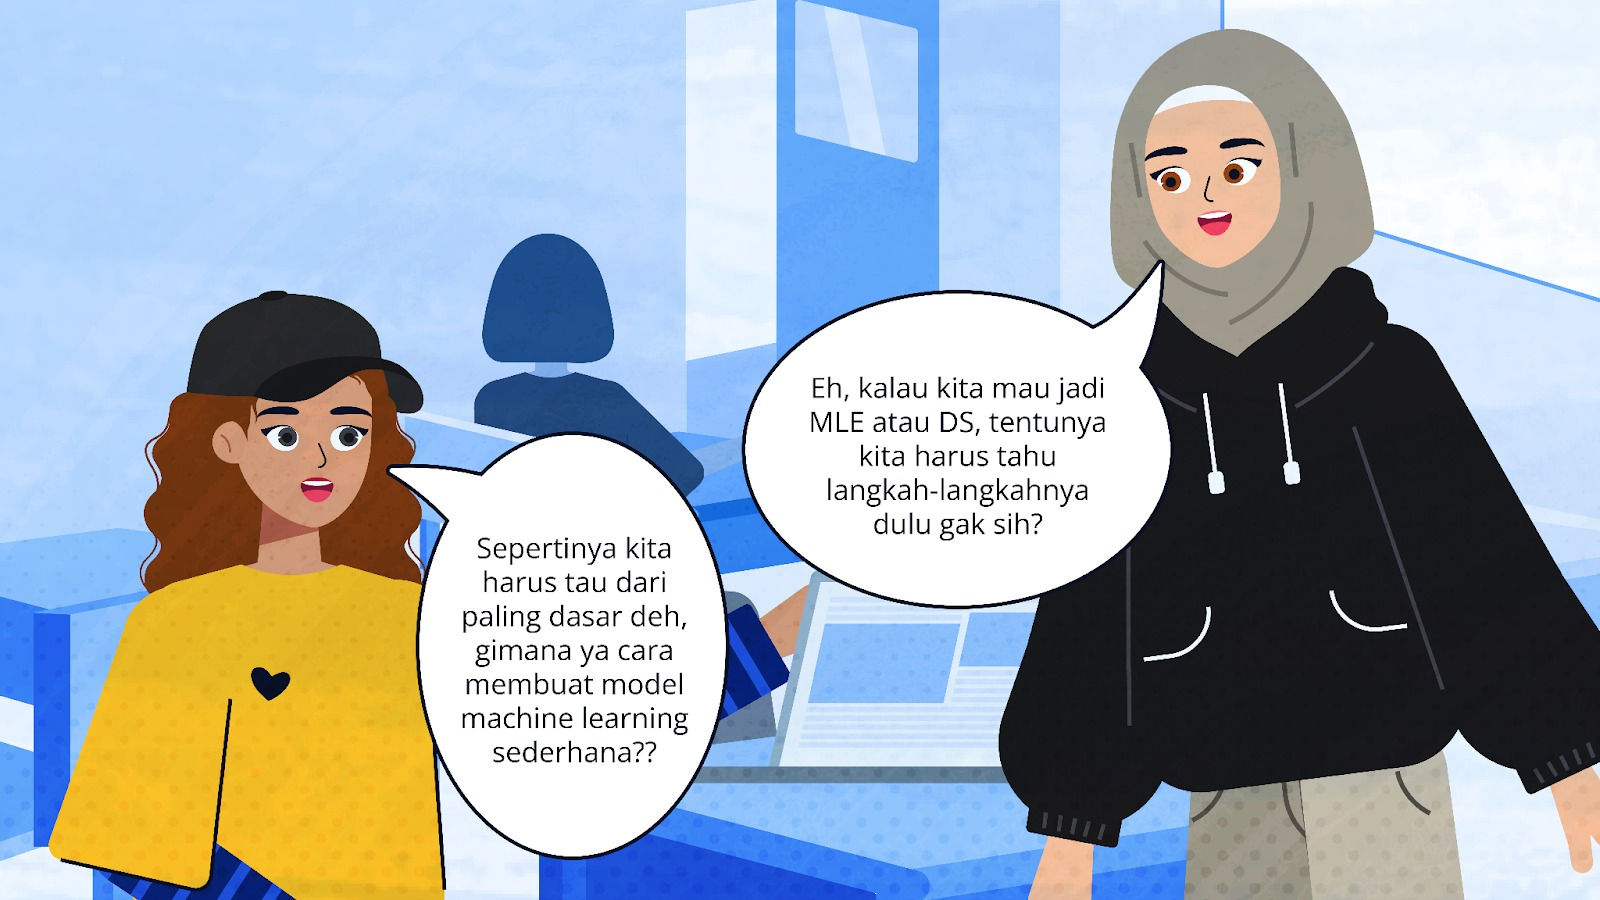 Eh, kalau kita mau jadi
MLE atau DS, tentunya
kita harus tahu
langkah-langkahnya
dulu gak sih?
Sepertinya kita
harus tau dari
paling dasar deh,
gimana ya cara
membuat model
machine learning
sederhana??